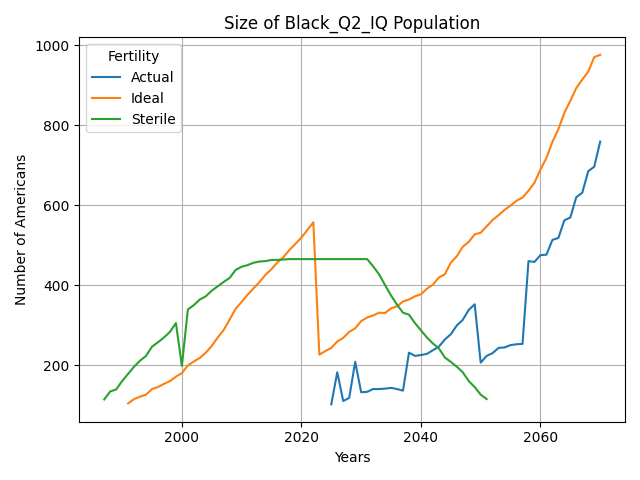 Size of Black_Q2_IQ Population
Fertility
Actual
Ideal
Sterile
Number of Americans
1000
800
600
400
200
2000
2020
2040
2060
Years